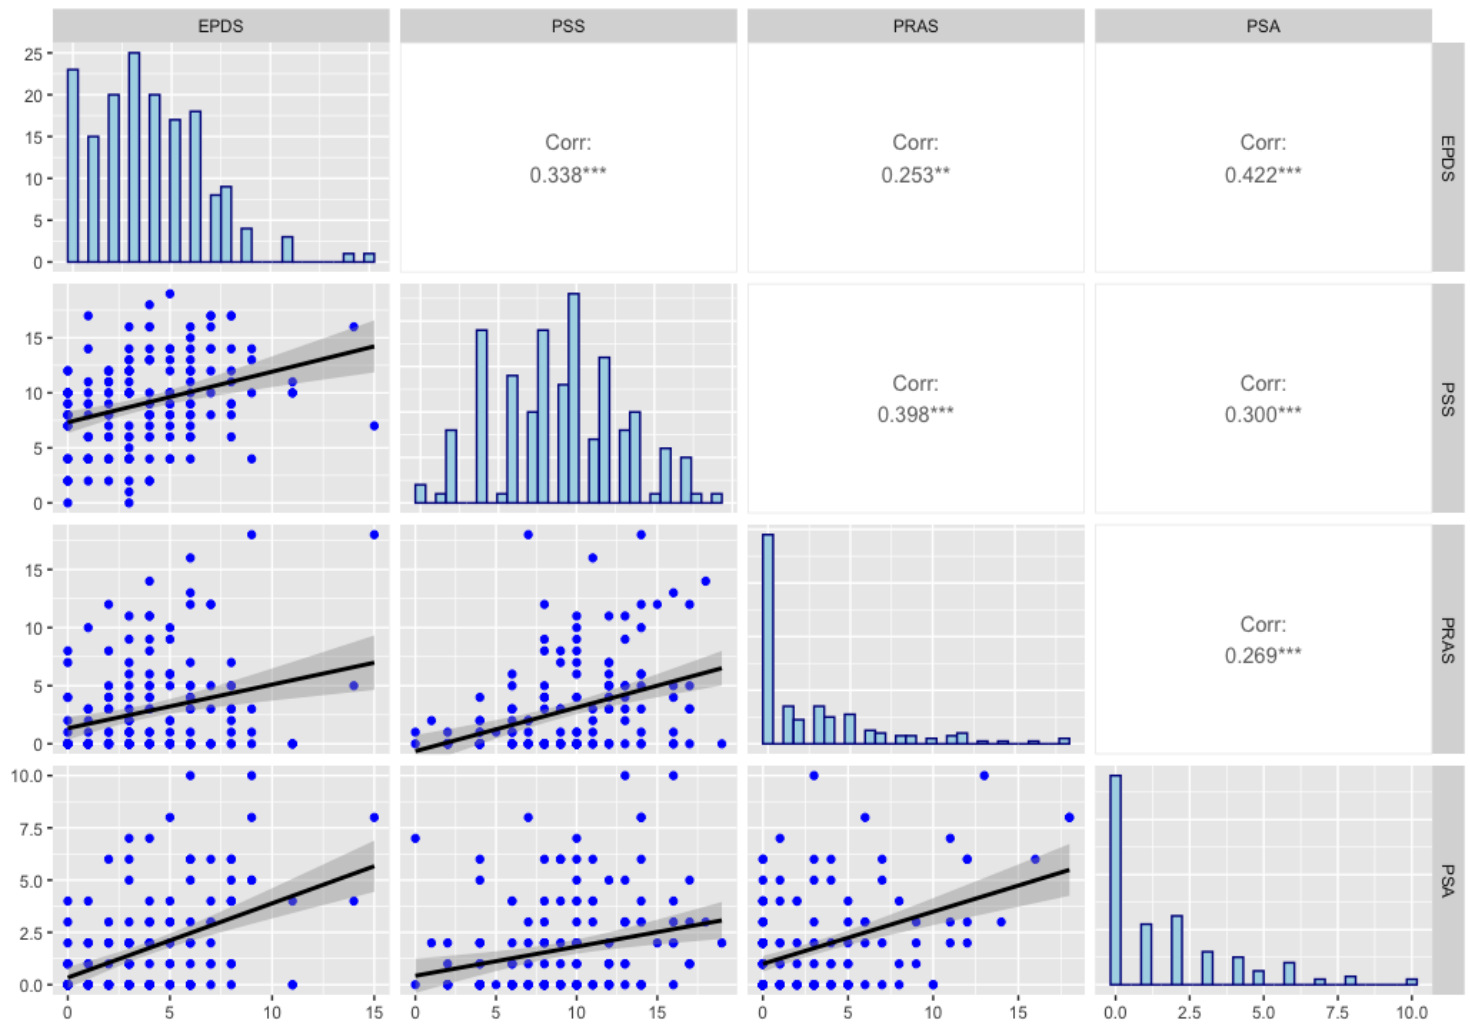 EPDS PSS PRAS PSA
25
20
15
10
5
0
Corr:
0.338***
Corr:
0.253**
Corr:
0.422***
EPDS
15
10
5
0
Corr:
0.398***
Corr:
0.300***
PSS
15
10
5
0
Corr:
0.269***
PRAS
10.0
7.5
5.0
2.5
0.0
PSA
0 5 10 15 0 5 10 15 0 5 10 15 0.0 2.5 5.0 7.5 10.0